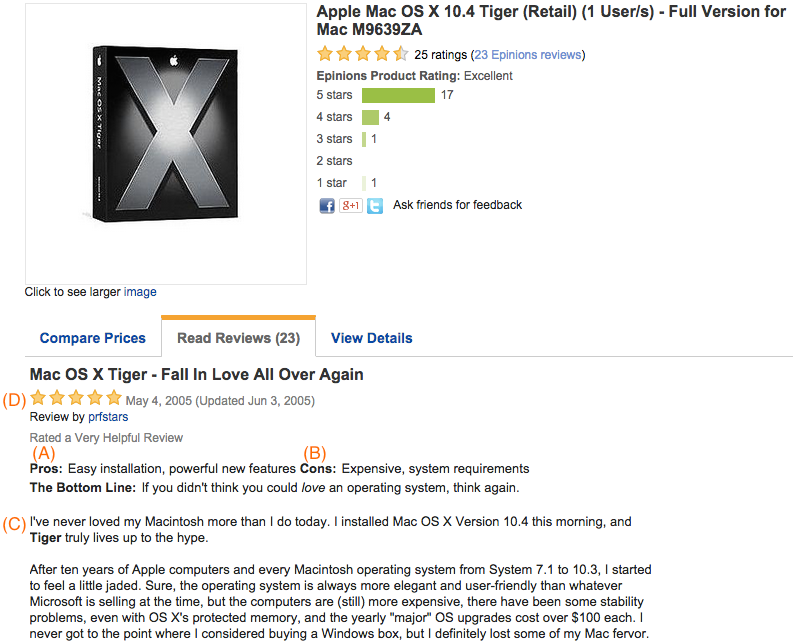 Apple Mac OS X 10.4 Tiger (Retail) (1 User/s) - Full Version for
Mac M9639ZA
25 ratings (23 Epinions reviews)
Epinions Product Rating: Excellent
5 stars 17
4 stars 4
3 stars 1
2 stars
1 star 1
f g+1 t Ask friends for feedback
X
Mac OS X Tiger
Click to see larger image
Compare Prices Read Reviews (23) View Details
Mac OS X Tiger - Fall In Love All Over Again
(D) May 4, 2005 (Updated Jun 3, 2005)
Review by prfstars
Rated a Very Helpful Review
(A) (B)
Pros: Easy installation, powerful new features Cons: Expensive, system requirements
The Bottom Line: If you didn't think you could love an operating system, think again.
(C) I've never loved my Macintosh more than I do today. I installed Mac OS X Version 10.4 this morning, and
Tiger truly lives up to the hype.
After ten years of Apple computers and every Macintosh operating system from System 7.1 to 10.3, I started
to feel a little jaded. Sure, the operating system is always more elegant and user-friendly than whatever
Microsoft is selling at the time, but the computers are (still) more expensive, there have been some stability
problems, even with OS X's protected memory, and the yearly "major" OS upgrades cost over $100 each. I
never got to the point where I considered buying a Windows box, but I definitely lost some of my Mac fervor.